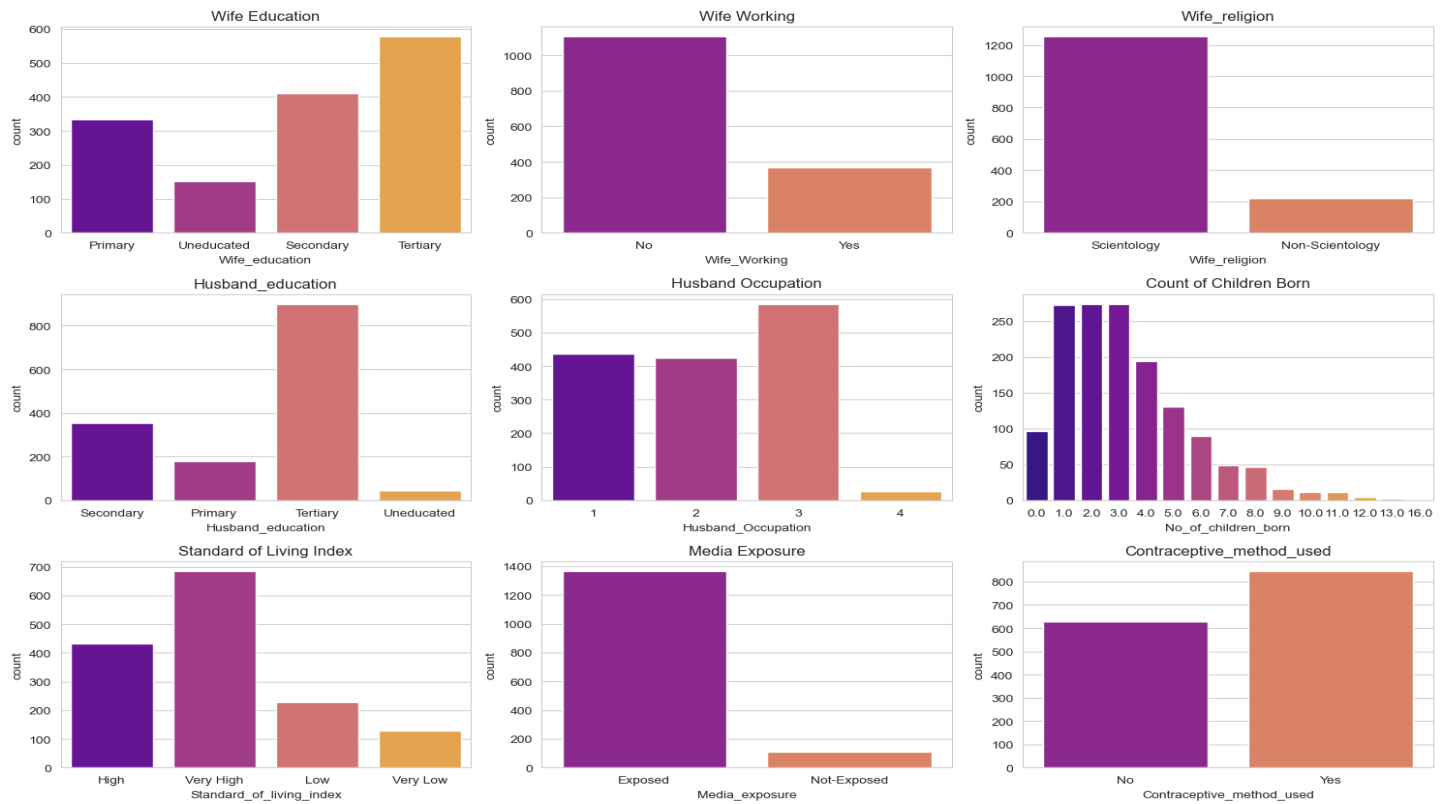 Wife Education
600
500
400
300
200
100
0
count
Primary Uneducated Secondary Tertiary
Wife_education
Wife Working
1000
800
600
400
200
0
count
No Yes
Wife_Working
Wife_religion
1200
1000
800
600
400
200
0
count
Scientology Non-Scientology
Wife_religion
Husband_education
800
600
400
200
0
count
Secondary Primary Tertiary Uneducated
Husband_education
Husband Occupation
600
500
400
300
200
100
0
count
1 2 3 4
Husband_Occupation
Count of Children Born
250
200
150
100
50
0
count
0.0 1.0 2.0 3.0 4.0 5.0 6.0 7.0 8.0 9.0 10.0 11.0 12.0 13.0 16.0
No_of_children_born
Standard of Living Index
700
600
500
400
300
200
100
0
count
High Very High Low Very Low
Standard_of_living_index
Media Exposure
1400
1200
1000
800
600
400
200
0
count
Exposed Not-Exposed
Media_exposure
Contraceptive_method_used
800
700
600
500
400
300
200
100
0
count
No Yes
Contraceptive_method_used